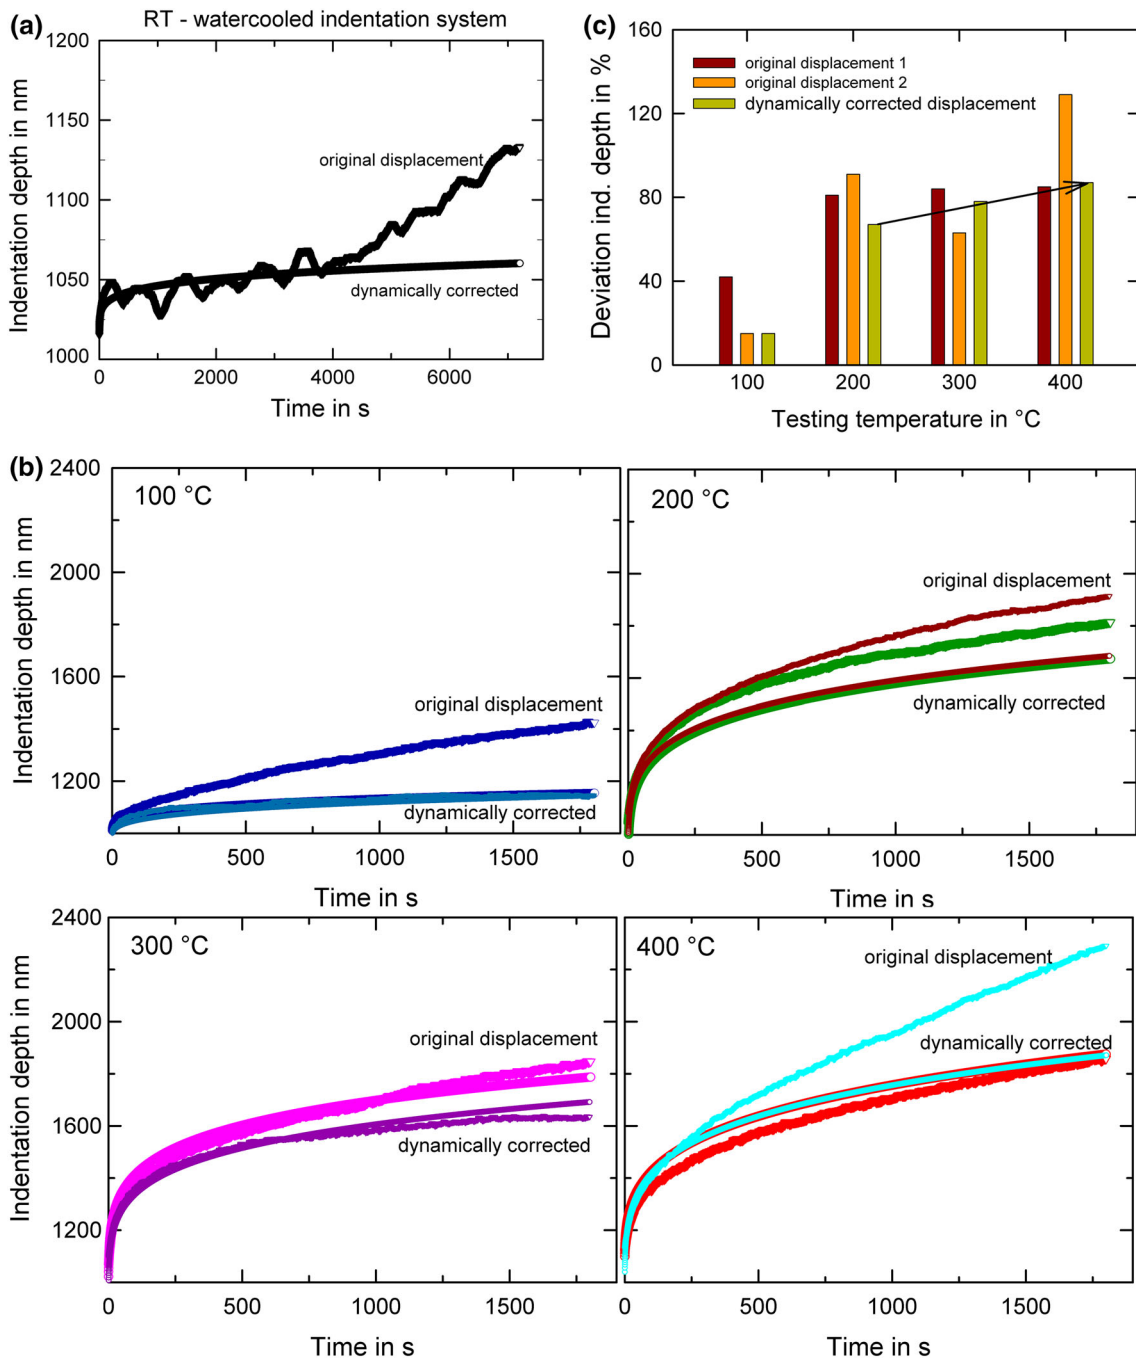 (a)
RT - watercooled indentation system
Indentation depth in nm
1200
1150
1100
1050
1000
original displacement
dynamically corrected
0 2000 4000 6000
Time in s
(c)
Deviation ind. depth in %
160
120
80
40
0
original displacement 1
original displacement 2
dynamically corrected displacement
100 200 300 400
Testing temperature in °C
(b)
Indentation depth in nm
2400
2000
1600
1200
100 °C
original displacement
dynamically corrected
0 500 1000 1500
Time in s
200 °C
original displacement
dynamically corrected
0 500 1000 1500
Time in s
Indentation depth in nm
2400
2000
1600
1200
300 °C
original displacement
dynamically corrected
0 500 1000 1500
Time in s
400 °C
original displacement
dynamically corrected
0 500 1000 1500
Time in s